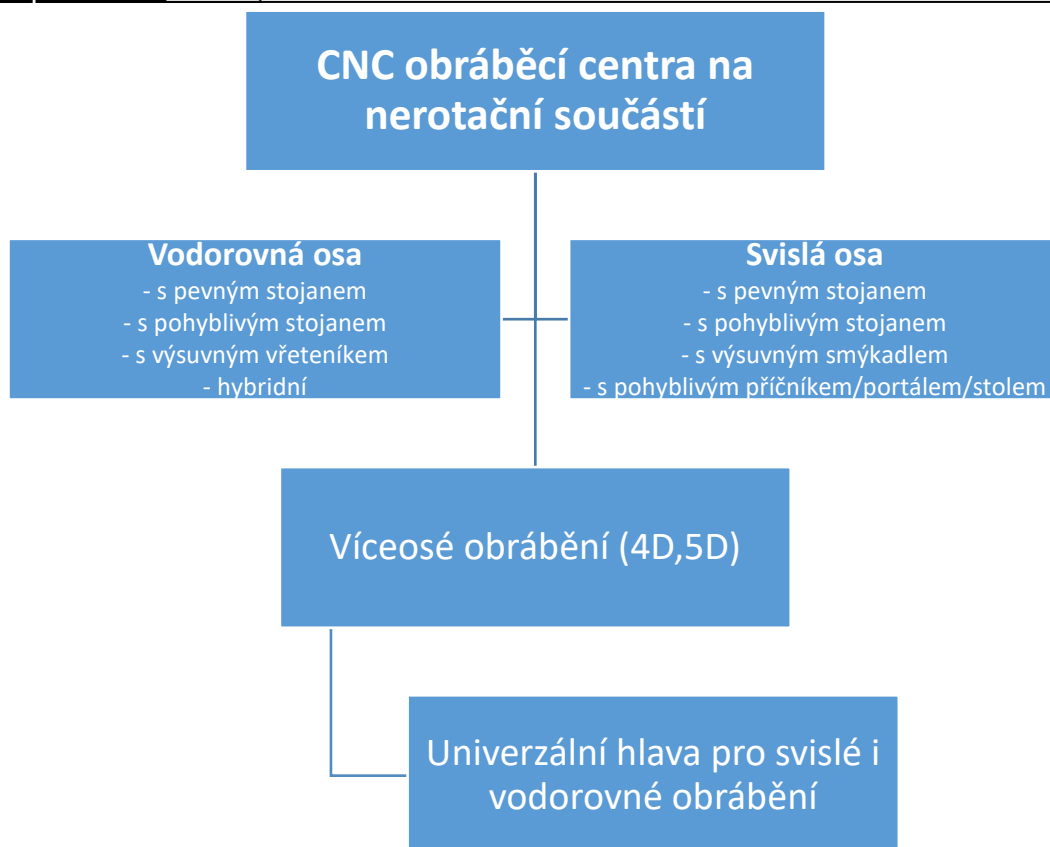 CNC obráběcí centra na
nerotační součástí
Vodorovná osa
- s pevným stojanem
- s pohyblivým stojanem
- s výsuvným vřeteníkem
- hybridní
Svislá osa
- s pevným stojanem
- s pohyblivým stojanem
- s výsuvným smýkadlem
- s pohyblivým příčníkem/portálem/stolem
Víceosé obrábění (4D,5D)
Univerzální hlava pro svislé i
vodorovné obrábění